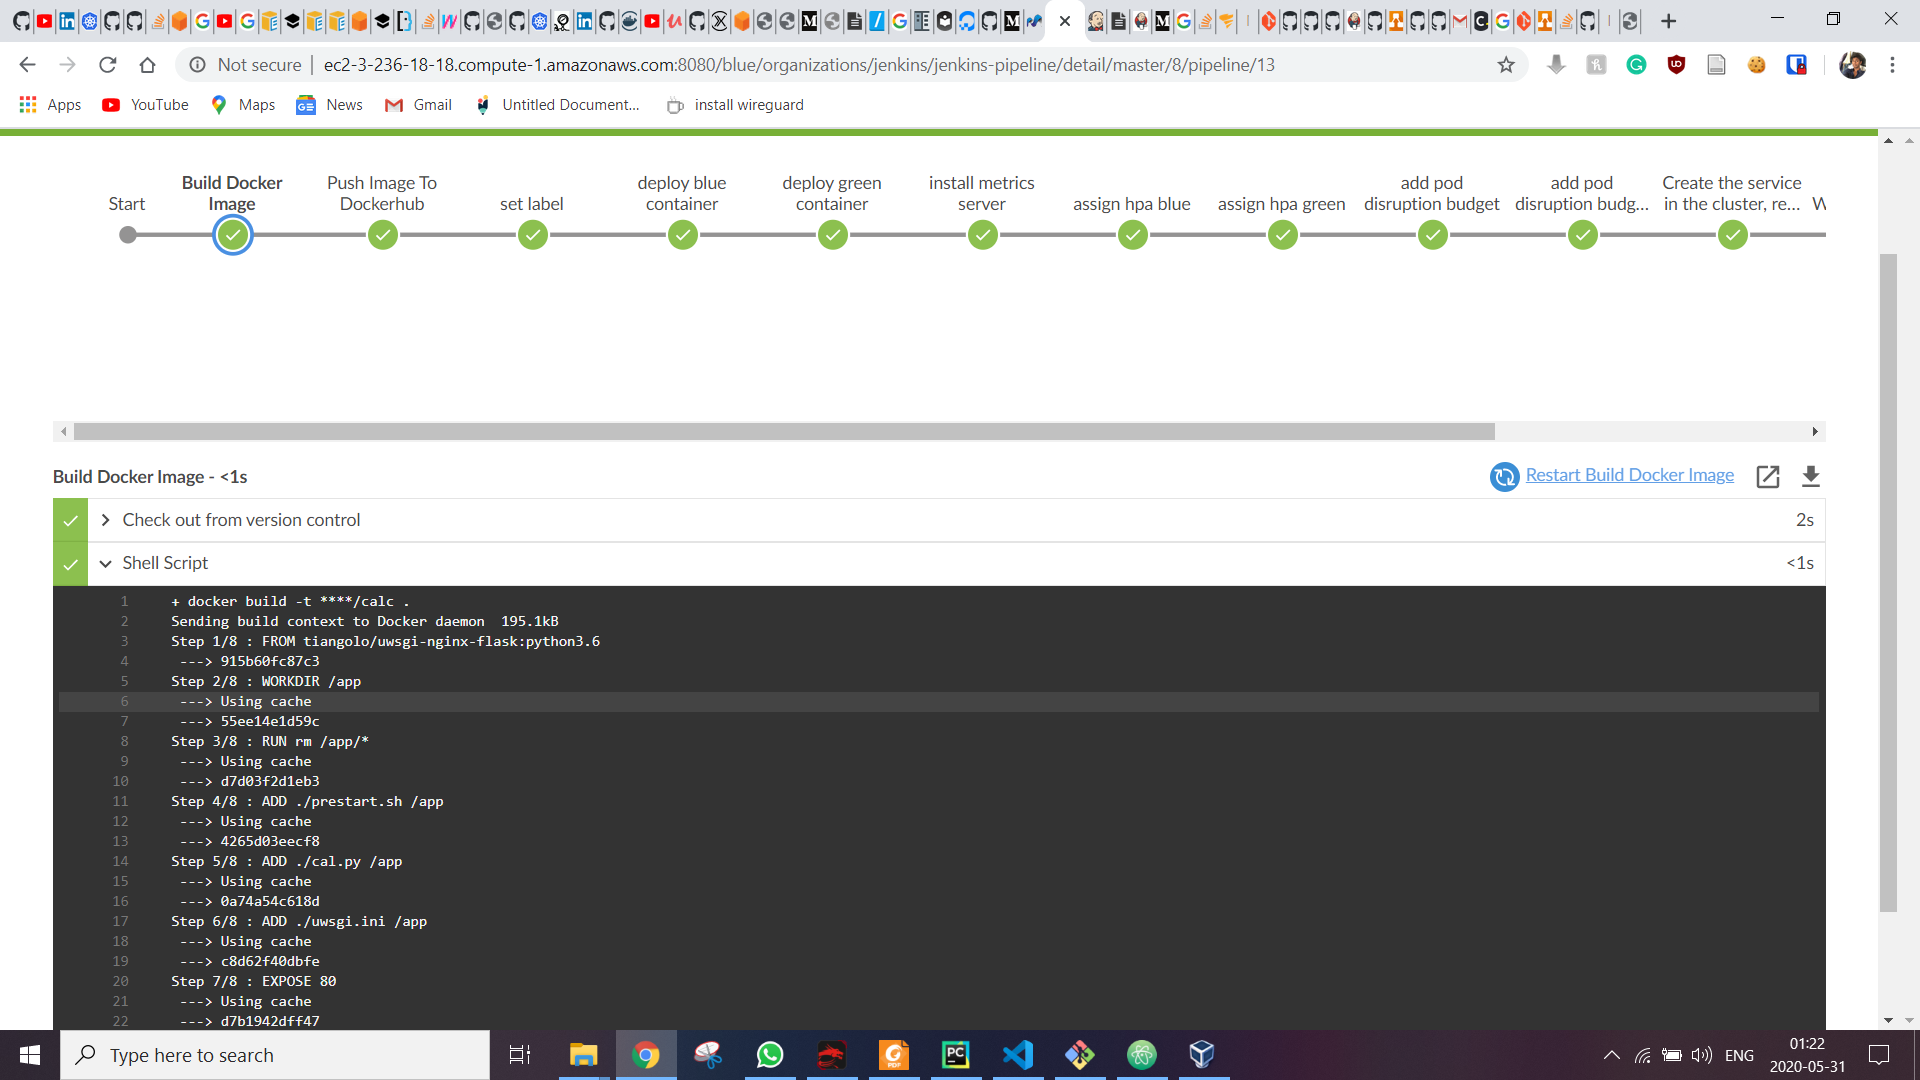 Not secure | ec2-3-236-18-18.compute-1.amazonaws.com:8080/blue/organizations/jenkins/jenkins-pipeline/detail/master/8/pipeline/13
Apps YouTube Maps News Gmail Untitled Document... install wireguard
Start
Build Docker
Image
Push Image To
Dockerhub
set label
deploy blue
container
deploy green
container
install metrics
server
assign hpa blue
assign hpa green
add pod
disruption budget
add pod
disruption budg...
Create the service
in the cluster, re...
W
Build Docker Image - <1s
Restart Build Docker Image
Check out from version control 2s
Shell Script <1s
1 + docker build -t ****/calc .
2 Sending build context to Docker daemon  195.1kB
3 Step 1/8 : FROM tiangolo/uwsgi-nginx-flask:python3.6
4 ---> 915b60fc87c3
5 Step 2/8 : WORKDIR /app
6 ---> Using cache
7 ---> 55ee14e1d59c
8 Step 3/8 : RUN rm /app/*
9 ---> Using cache
10 ---> d7d03f2d1eb3
11 Step 4/8 : ADD ./prestart.sh /app
12 ---> Using cache
13 ---> 4265d03eecf8
14 Step 5/8 : ADD ./cal.py /app
15 ---> Using cache
16 ---> 0a74a54c618d
17 Step 6/8 : ADD ./uwsgi.ini /app
18 ---> Using cache
19 ---> c8d62f40dbfe
20 Step 7/8 : EXPOSE 80
21 ---> Using cache
22 ---> d7b1942dff47
Type here to search
ENG
01:22
2020-05-31